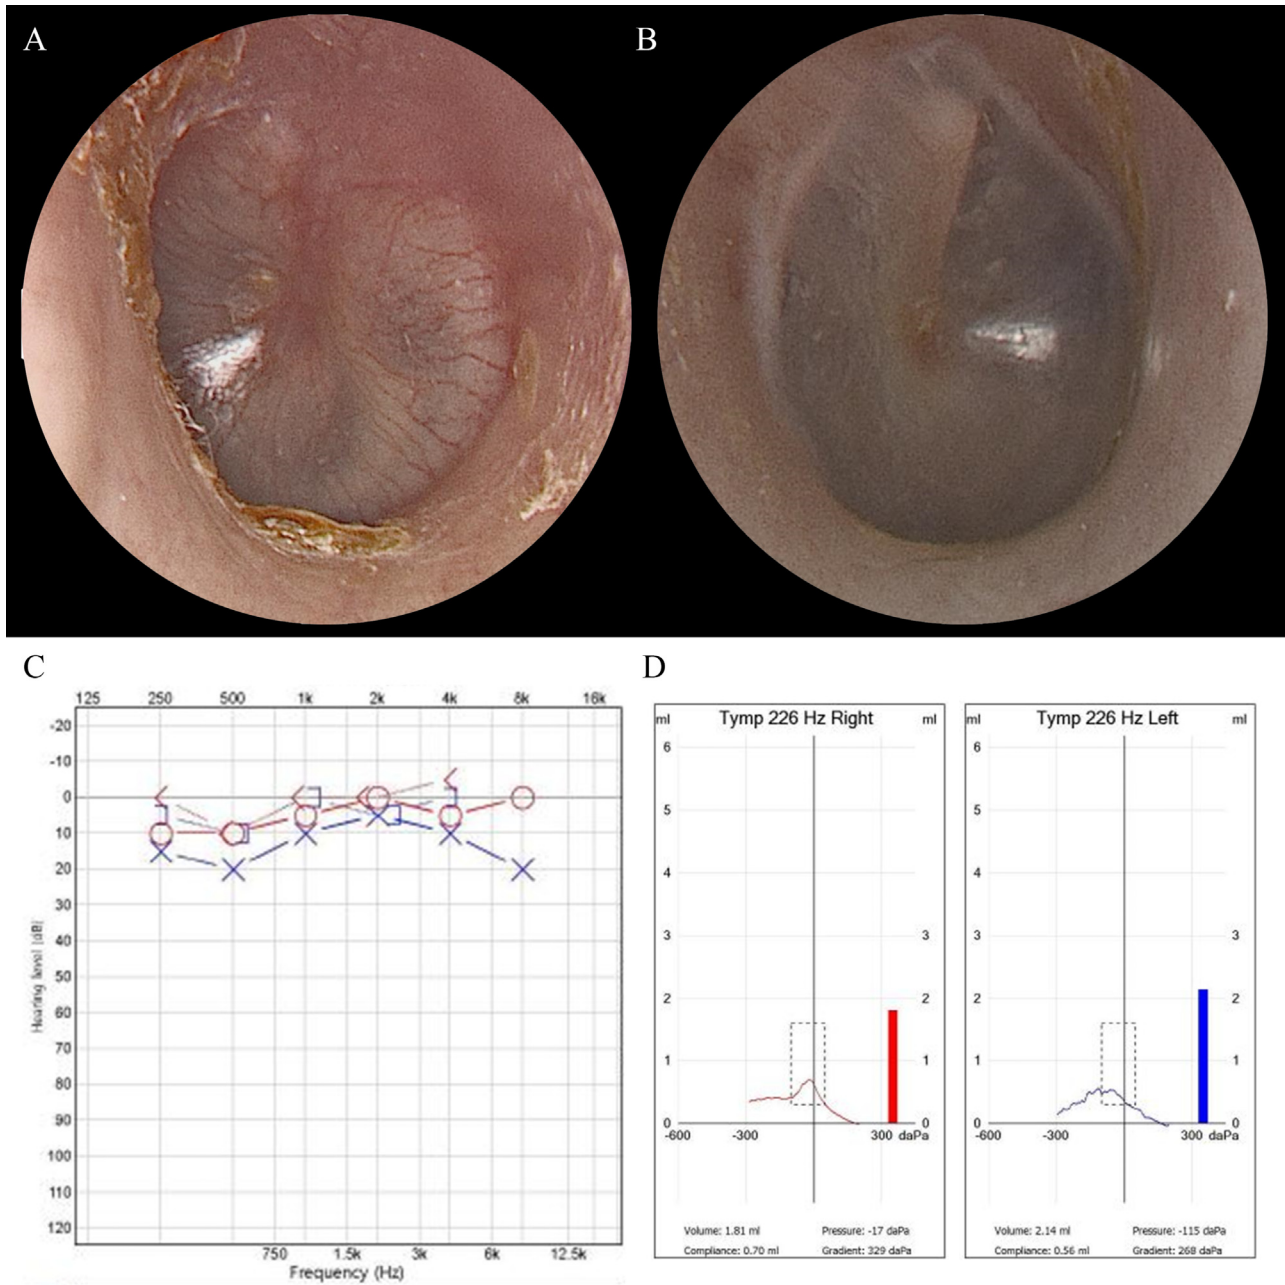 A
B
C
125 250 500 1k 2k 4k 8k 16k
-20
-10
0
10
20
30
40
50
60
70
80
90
100
110
120
Hearing level [dB]
750 1.5k 3k 6k 12.5k
Frequency (Hz)
D
ml Tymp 226 Hz Right ml
6
5
4
3 3
2 2
1 1
0 0
-600 -300 300 daPa
Volume: 1.81 ml Pressure: -17 daPa
Compliance: 0.70 ml Gradient: 329 daPa
ml Tymp 226 Hz Left ml
6
5
4
3 3
2 2
1 1
0 0
-600 -300 300 daPa
Volume: 2.14 ml Pressure: -115 daPa
Compliance: 0.56 ml Gradient: 268 daPa